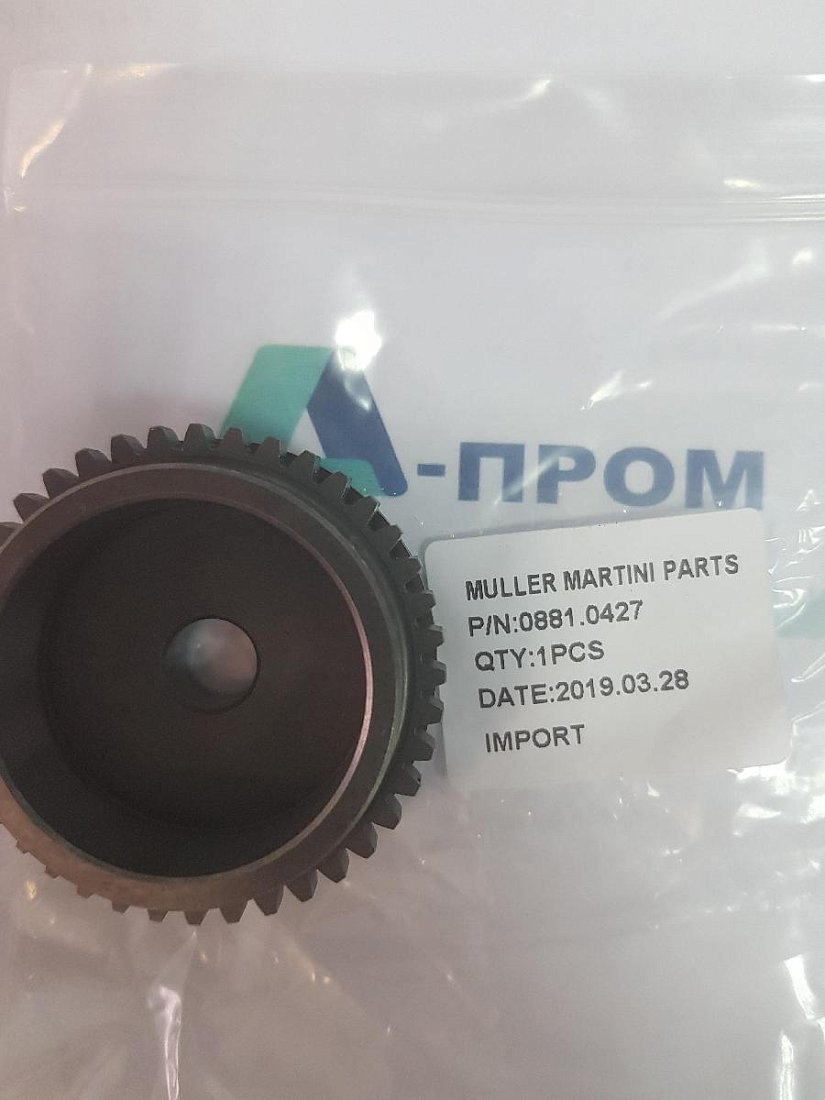 А-ПРОМ
MULLER MARTINI PARTS
P/N:0881.0427
QTY:1PCS
DATE:2019.03.28
IMPORT